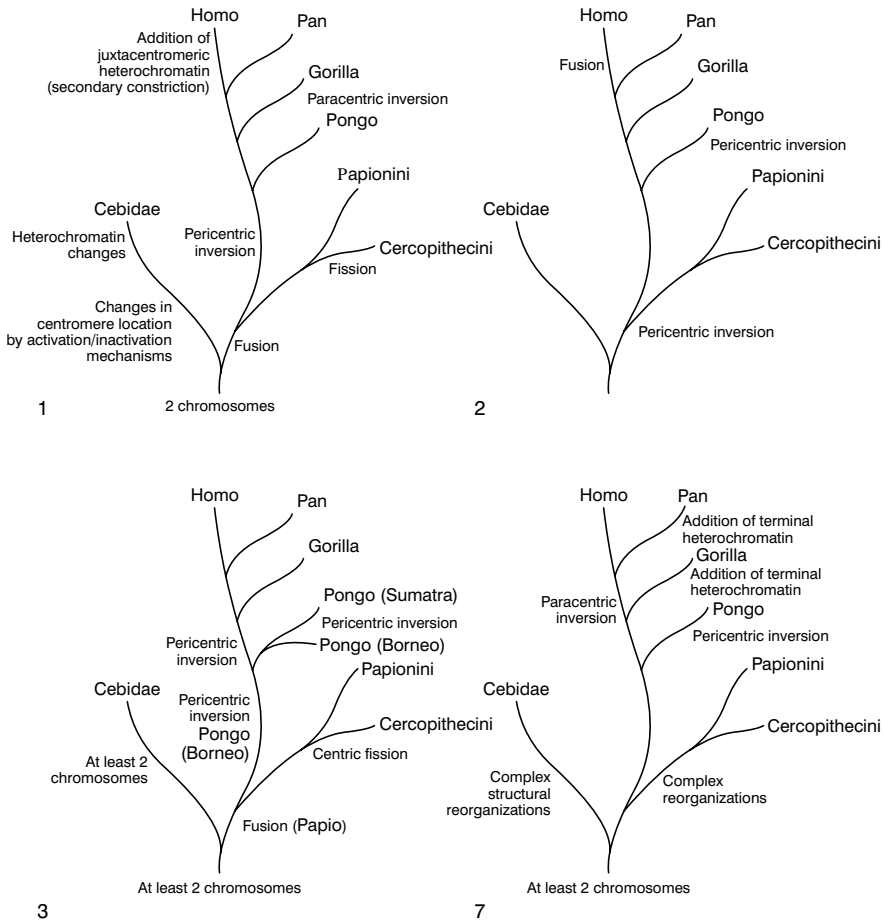 Homo
Pan
Addition of
juxtacentromeric
heterochromatin
(secondary constriction)
Gorilla
Paracentric inversion
Pongo
Papionini
Cebidae
Heterochromatin
changes
Pericentric
inversion
Cercopithecini
Fission
Changes in
centromere location
by activation/inactivation
mechanisms
Fusion
2 chromosomes
1
Homo
Pan
Fusion
Gorilla
Pongo
Pericentric inversion
Papionini
Cebidae
Cercopithecini
Pericentric inversion
2
Homo
Pan
Gorilla
Pongo (Sumatra)
Pericentric inversion
Pericentric
inversion
Pongo (Borneo)
Papionini
Cebidae
Pericentric
inversion
Pongo
(Borneo)
Cercopithecini
Centric fission
At least 2
chromosomes
Fusion (Papio)
At least 2 chromosomes
3
Homo
Pan
Addition of terminal
heterochromatin
Gorilla
Addition of terminal
heterochromatin
Paracentric
inversion
Pongo
Pericentric inversion
Papionini
Cebidae
Cercopithecini
Complex
structural
reorganizations
Complex
reorganizations
At least 2 chromosomes
7